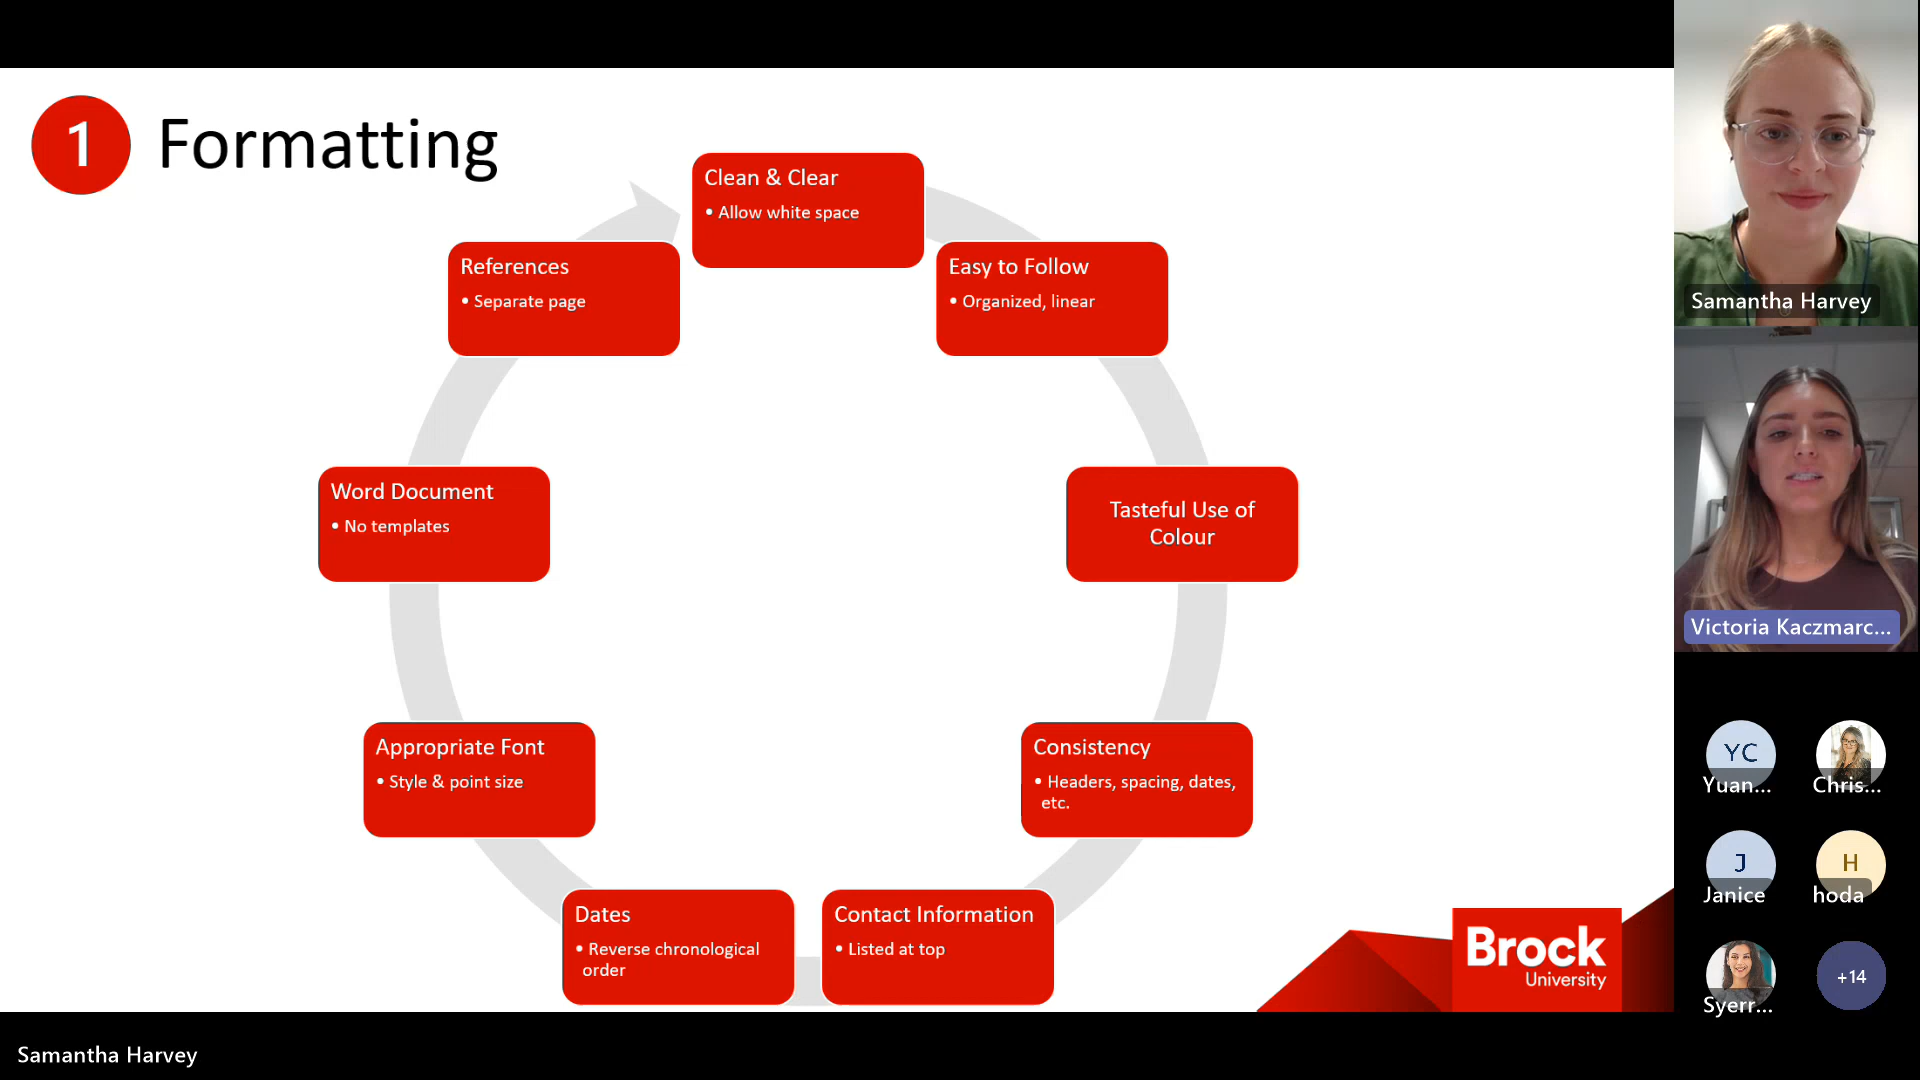 1 Formatting
Clean & Clear
• Allow white space
Easy to Follow
• Organized, linear
Tasteful Use of
Colour
Consistency
• Headers, spacing, dates,
etc.
Contact Information
• Listed at top
Dates
• Reverse chronological
order
Appropriate Font
• Style & point size
Word Document
• No templates
References
• Separate page
Brock
University
Samantha Harvey
Victoria Kaczmarc...
YC
Yuan...
Chris...
J
Janice
H
hoda
Syerr...
+14
Samantha Harvey